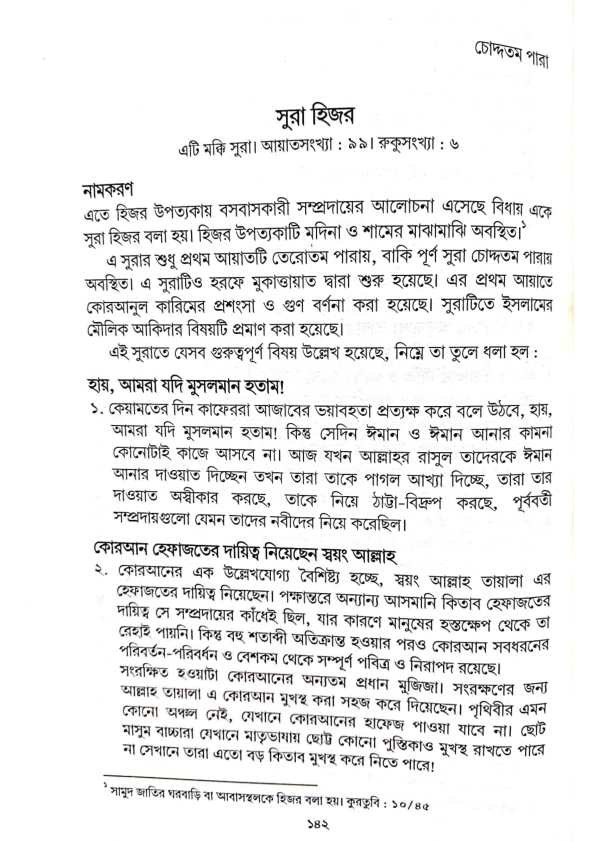 চোদ্দতম পারা
সুরা হিজর
এটি মক্কি সুরা। আয়াতসংখ্যা : ৯৯। রুকুসংখ্যা : ৬
নামকরণ
এতে হিজর উপত্যকায় বসবাসকারী সম্প্রদায়ের আলোচনা এসেছে বিধায় একে
সুরা হিজর বলা হয়। হিজর উপত্যকাটি মদিনা ও শামের মাঝামাঝি অবস্থিত।১
এ সুরার শুধু প্রথম আয়াতটি তেরোতম পারায়, বাকি পূর্ণ সুরা চোদ্দতম পারায়
অবস্থিত। এ সুরাটিও হরফে মুকাত্তায়াত দ্বারা শুরু হয়েছে। এর প্রথম আয়াতে
কোরআনুল কারিমের প্রশংসা ও গুণ বর্ণনা করা হয়েছে। সুরাটিতে ইসলামের
মৌলিক আকিদার বিষয়টি প্রমাণ করা হয়েছে।
এই সুরাতে যেসব গুরুত্বপূর্ণ বিষয় উল্লেখ হয়েছে, নিম্নে তা তুলে ধলা হল :
হায়, আমরা যদি মুসলমান হতাম!
১. কেয়ামতের দিন কাফেররা আজাবের ভয়াবহতা প্রত্যক্ষ করে বলে উঠবে, হায়,
আমরা যদি মুসলমান হতাম! কিন্তু সেদিন ঈমান ও ঈমান আনার কামনা
কোনোটাই কাজে আসবে না। আজ যখন আল্লাহর রাসুল তাদেরকে ঈমান
আনার দাওয়াত দিচ্ছেন তখন তারা তাকে পাগল আখ্যা দিচ্ছে, তারা তার
দাওয়াত অস্বীকার করছে, তাকে নিয়ে ঠাট্টা-বিদ্রুপ করছে, পূর্ববর্তী
সম্প্রদায়গুলো যেমন তাদের নবীদের নিয়ে করেছিল।
কোরআন হেফাজতের দায়িত্ব নিয়েছেন স্বয়ং আল্লাহ
২. কোরআনের এক উল্লেখযোগ্য বৈশিষ্ট্য হচ্ছে, স্বয়ং আল্লাহ তায়ালা এর
হেফাজতের দায়িত্ব নিয়েছেন। পক্ষান্তরে অন্যান্য আসমানি কিতাব হেফাজতের
দায়িত্ব সে সম্প্রদায়ের কাঁধেই ছিল, যার কারণে মানুষের হস্তক্ষেপ থেকে তা
রেহাই পায়নি। কিন্তু বহু শতাব্দী অতিক্রান্ত হওয়ার পরও কোরআন সবধরনের
পরিবর্তন-পরিবর্ধন ও বেশকম থেকে সম্পূর্ণ পবিত্র ও নিরাপদ রয়েছে।
সংরক্ষিত হওয়াটা কোরআনের অন্যতম প্রধান মুজিজা। সংরক্ষণের জন্য
আল্লাহ তায়ালা এ কোরআন মুখস্থ করা সহজ করে দিয়েছেন। পৃথিবীর এমন
কোনো অঞ্চল নেই, যেখানে কোরআনের হাফেজ পাওয়া যাবে না। ছোট
মাসুম বাচ্চারা যেখানে মাতৃভাষায় ছোট্ট কোনো পুস্তিকাও মুখস্থ রাখতে পারে
না সেখানে তারা এতো বড় কিতাব মুখস্থ করে নিতে পারে!
১ সামুদ জাতির ঘরবাড়ি বা আবাসস্থলকে হিজর বলা হয়। কুরতুবি : ১০/৪৫
১৪২